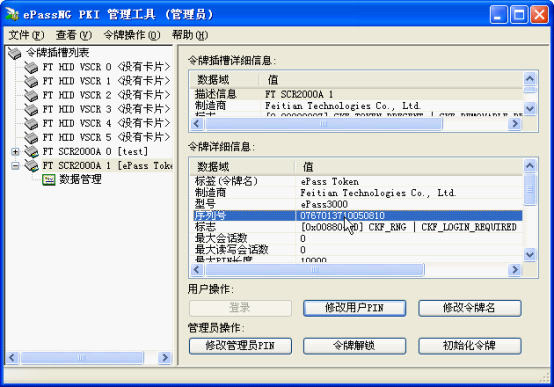 ePassNG PKI 管理工具 (管理员)
文件(F) 查看(V) 令牌操作(O) 帮助(H)
令牌插槽列表
FT HID VSCR 0 <没有卡片>
FT HID VSCR 1 <没有卡片>
FT HID VSCR 2 <没有卡片>
FT HID VSCR 3 <没有卡片>
FT HID VSCR 4 <没有卡片>
FT HID VSCR 5 <没有卡片>
FT SCR2000A 0 [test]
FT SCR2000A 1 [ePass Toke
数据管理
令牌插槽详细信息:
数据域 值
描述信息 FT SCR2000A 1
制造商 Feitian Technologies Co., Ltd.
标志
令牌详细信息:
数据域 值
标签(令牌名) ePass Token
制造商 Feitian Technologies Co., Ltd.
型号 ePass3000
序列号 0767013710050810
标志 CKF_RNG | CKF_LOGIN_REQUIRED
最大会话数 0
最大读写会话数 0
最大PIN长度 10000
用户操作:
登录 修改用户PIN 修改令牌名
管理员操作:
修改管理员PIN 令牌解锁 初始化令牌